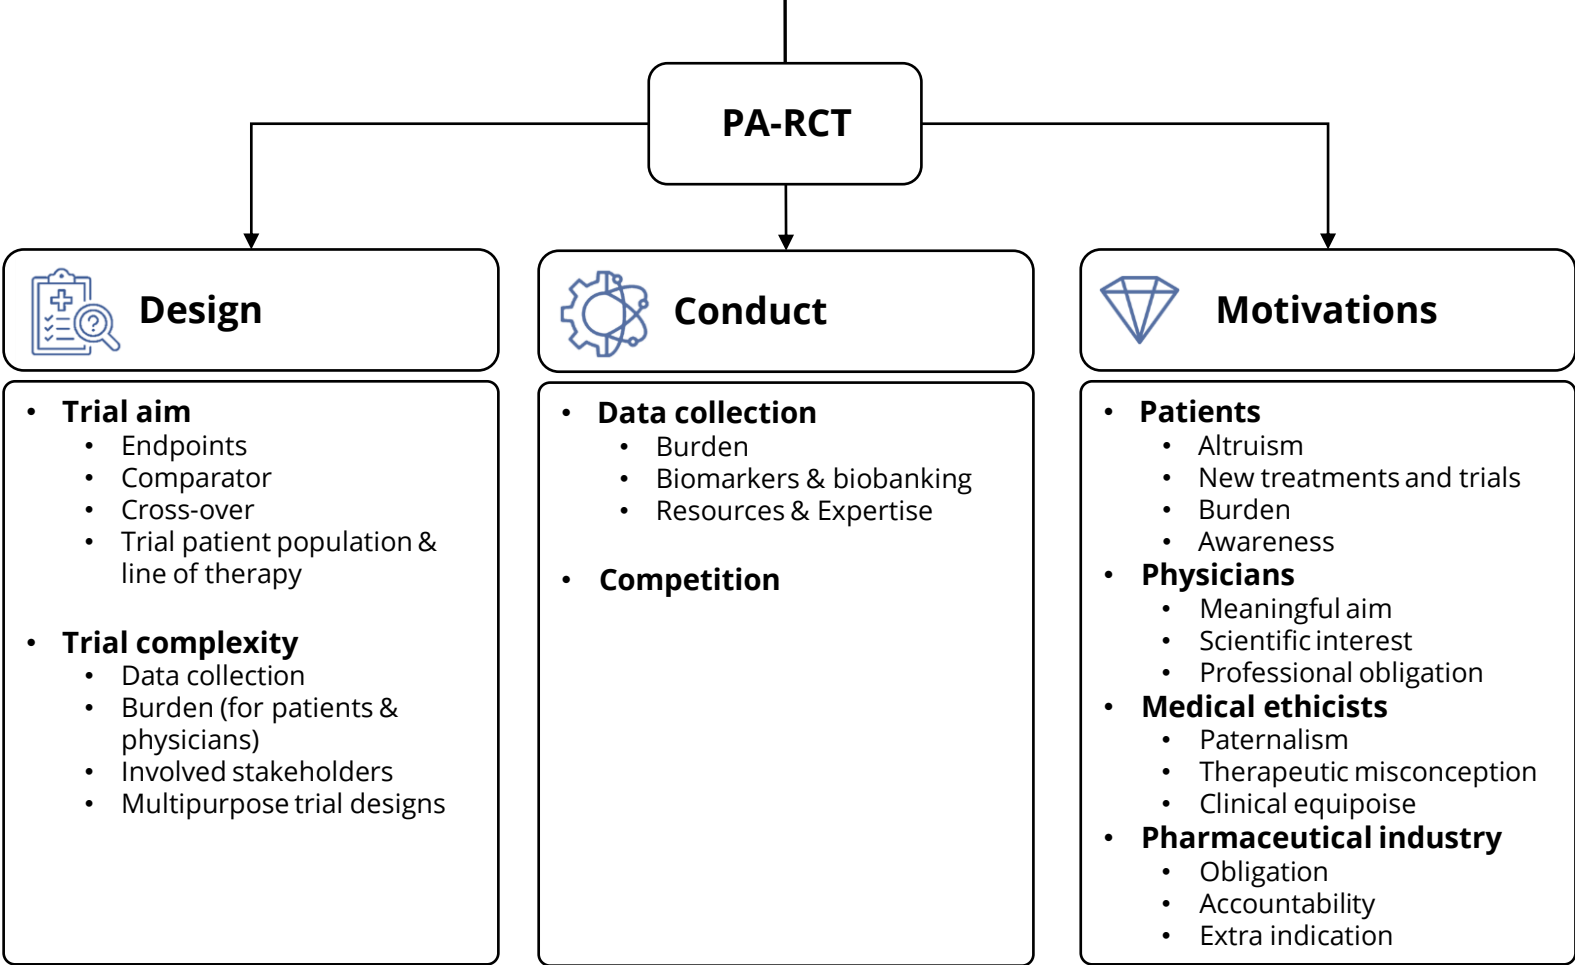 PA-RCT
Design
• Trial aim
• Endpoints
• Comparator
• Cross-over
• Trial patient population &
line of therapy
• Trial complexity
• Data collection
• Burden (for patients &
physicians)
• Involved stakeholders
• Multipurpose trial designs
Conduct
• Data collection
• Burden
• Biomarkers & biobanking
• Resources & Expertise
• Competition
Motivations
• Patients
• Altruism
• New treatments and trials
• Burden
• Awareness
• Physicians
• Meaningful aim
• Scientific interest
• Professional obligation
• Medical ethicists
• Paternalism
• Therapeutic misconception
• Clinical equipoise
• Pharmaceutical industry
• Obligation
• Accountability
• Extra indication